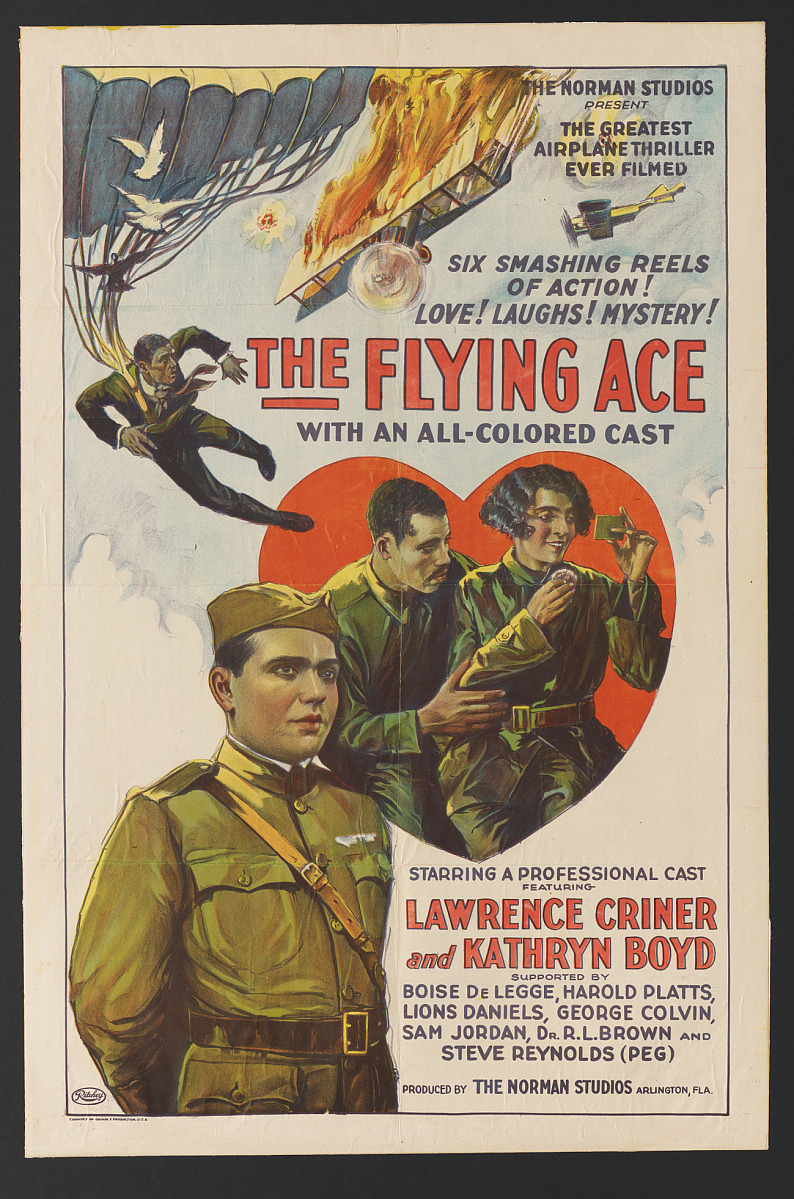 THE NORMAN STUDIOS
PRESENT
THE GREATEST
AIRPLANE THRILLER
EVER FILMED
SIX SMASHING REELS
OF ACTION!
LOVE! LAUGHS! MYSTERY!
THE FLYING ACE
WITH AN ALL-COLORED CAST
STARRING A PROFESSIONAL CAST
FEATURING
LAWRENCE CRINER
and KATHRYN BOYD
SUPPORTED BY
BOISE DE LEGGE, HAROLD PLATTS,
LIONS DANIELS, GEORGE COLVIN,
SAM JORDAN, DR. R.L. BROWN AND
STEVE REYNOLDS (PEG)
PRODUCED BY THE NORMAN STUDIOS ARLINGTON, FLA.
Ritchey